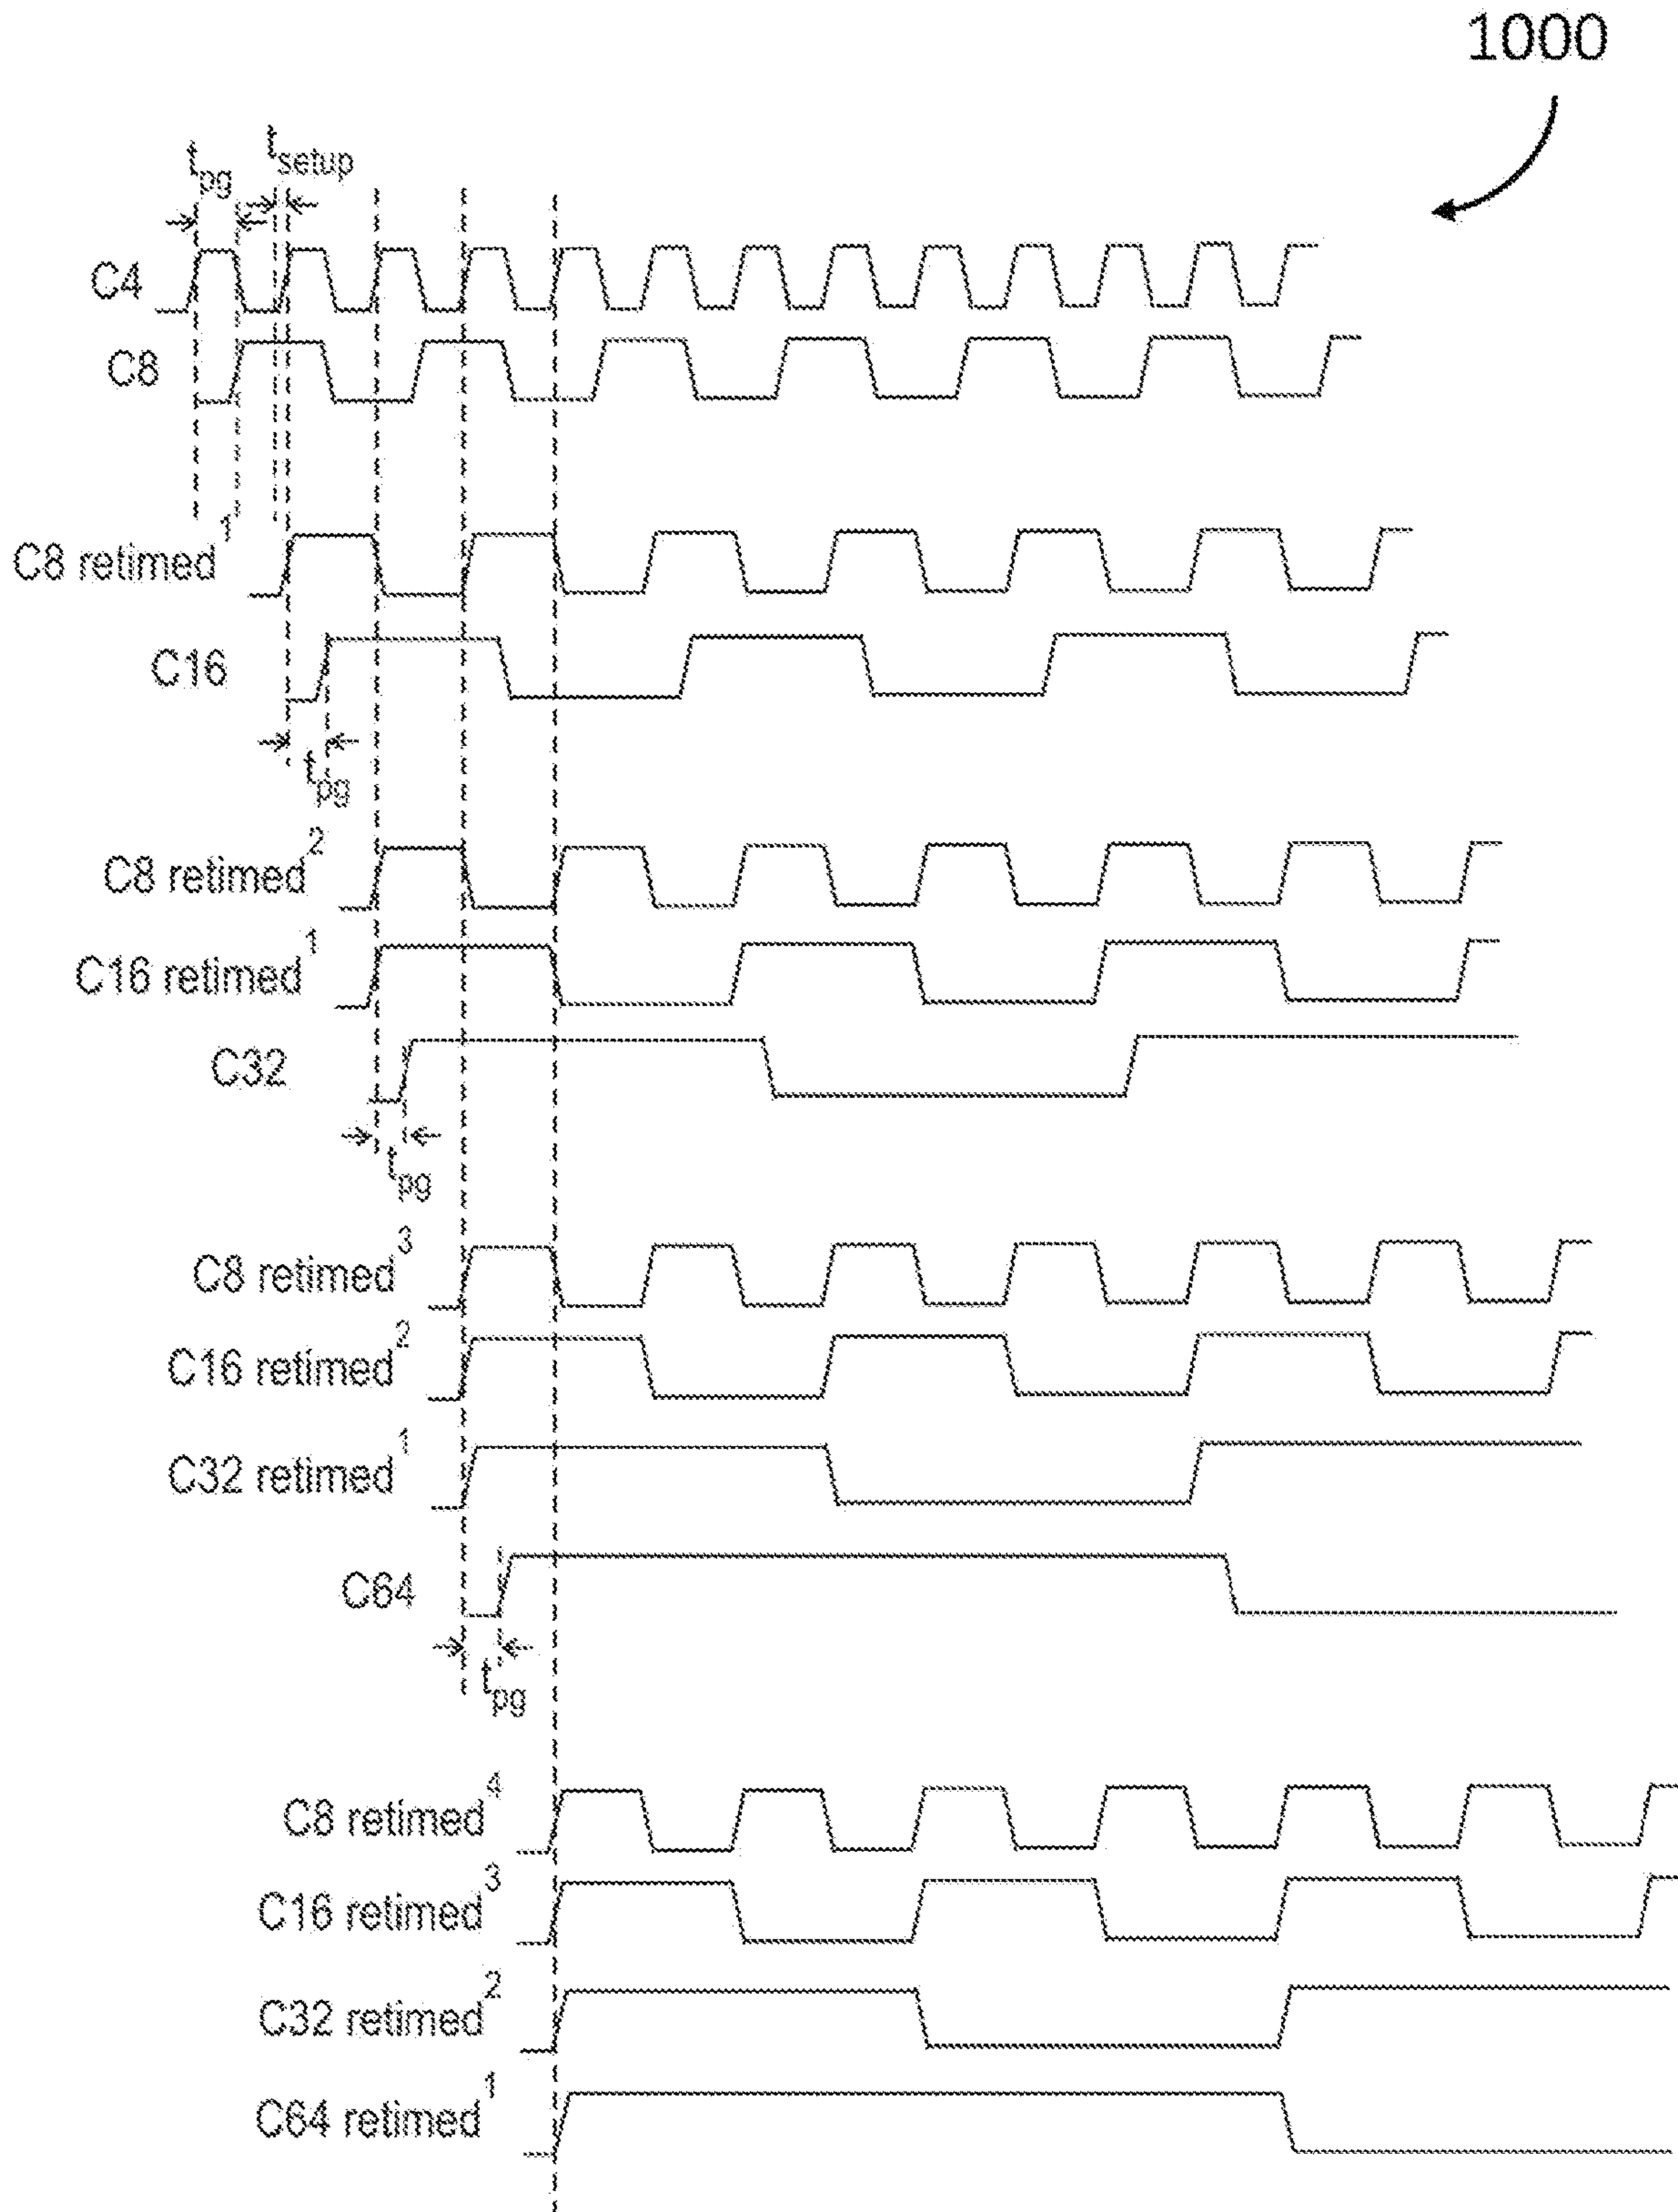 1000
tsetup
tpg
C4
C8
C8 retimed1
C16
tpg
C8 retimed2
C16 retimed1
C32
tpg
C8 retimed3
C16 retimed2
C32 retimed1
C64
tpg
C8 retimed4
C16 retimed3
C32 retimed2
C64 retimed1